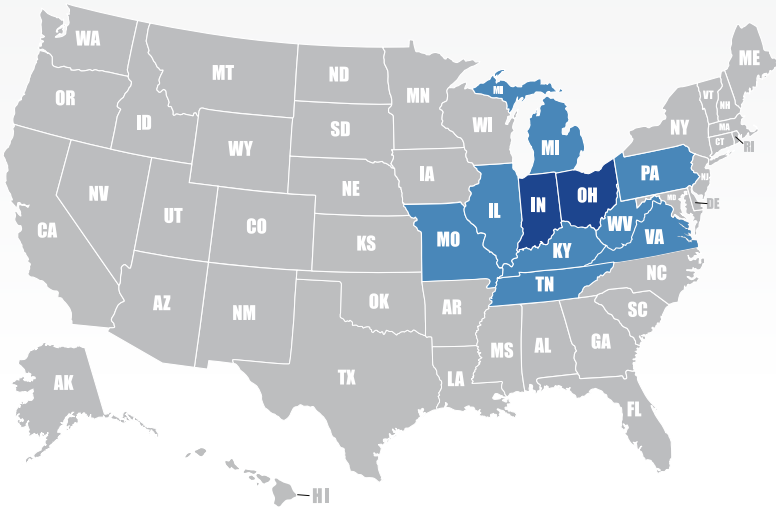 WA
MT
ND
MN
MI
ME
VT
NH
OR
ID
SD
WI
NY
MA
CT
RI
WY
MI
IA
PA
NJ
NE
NV
UT
CO
IL
IN
OH
MD
DE
CA
KS
MO
WV
VA
KY
TN
NC
AZ
NM
OK
AR
SC
MS
AL
GA
TX
LA
AK
FL
HI